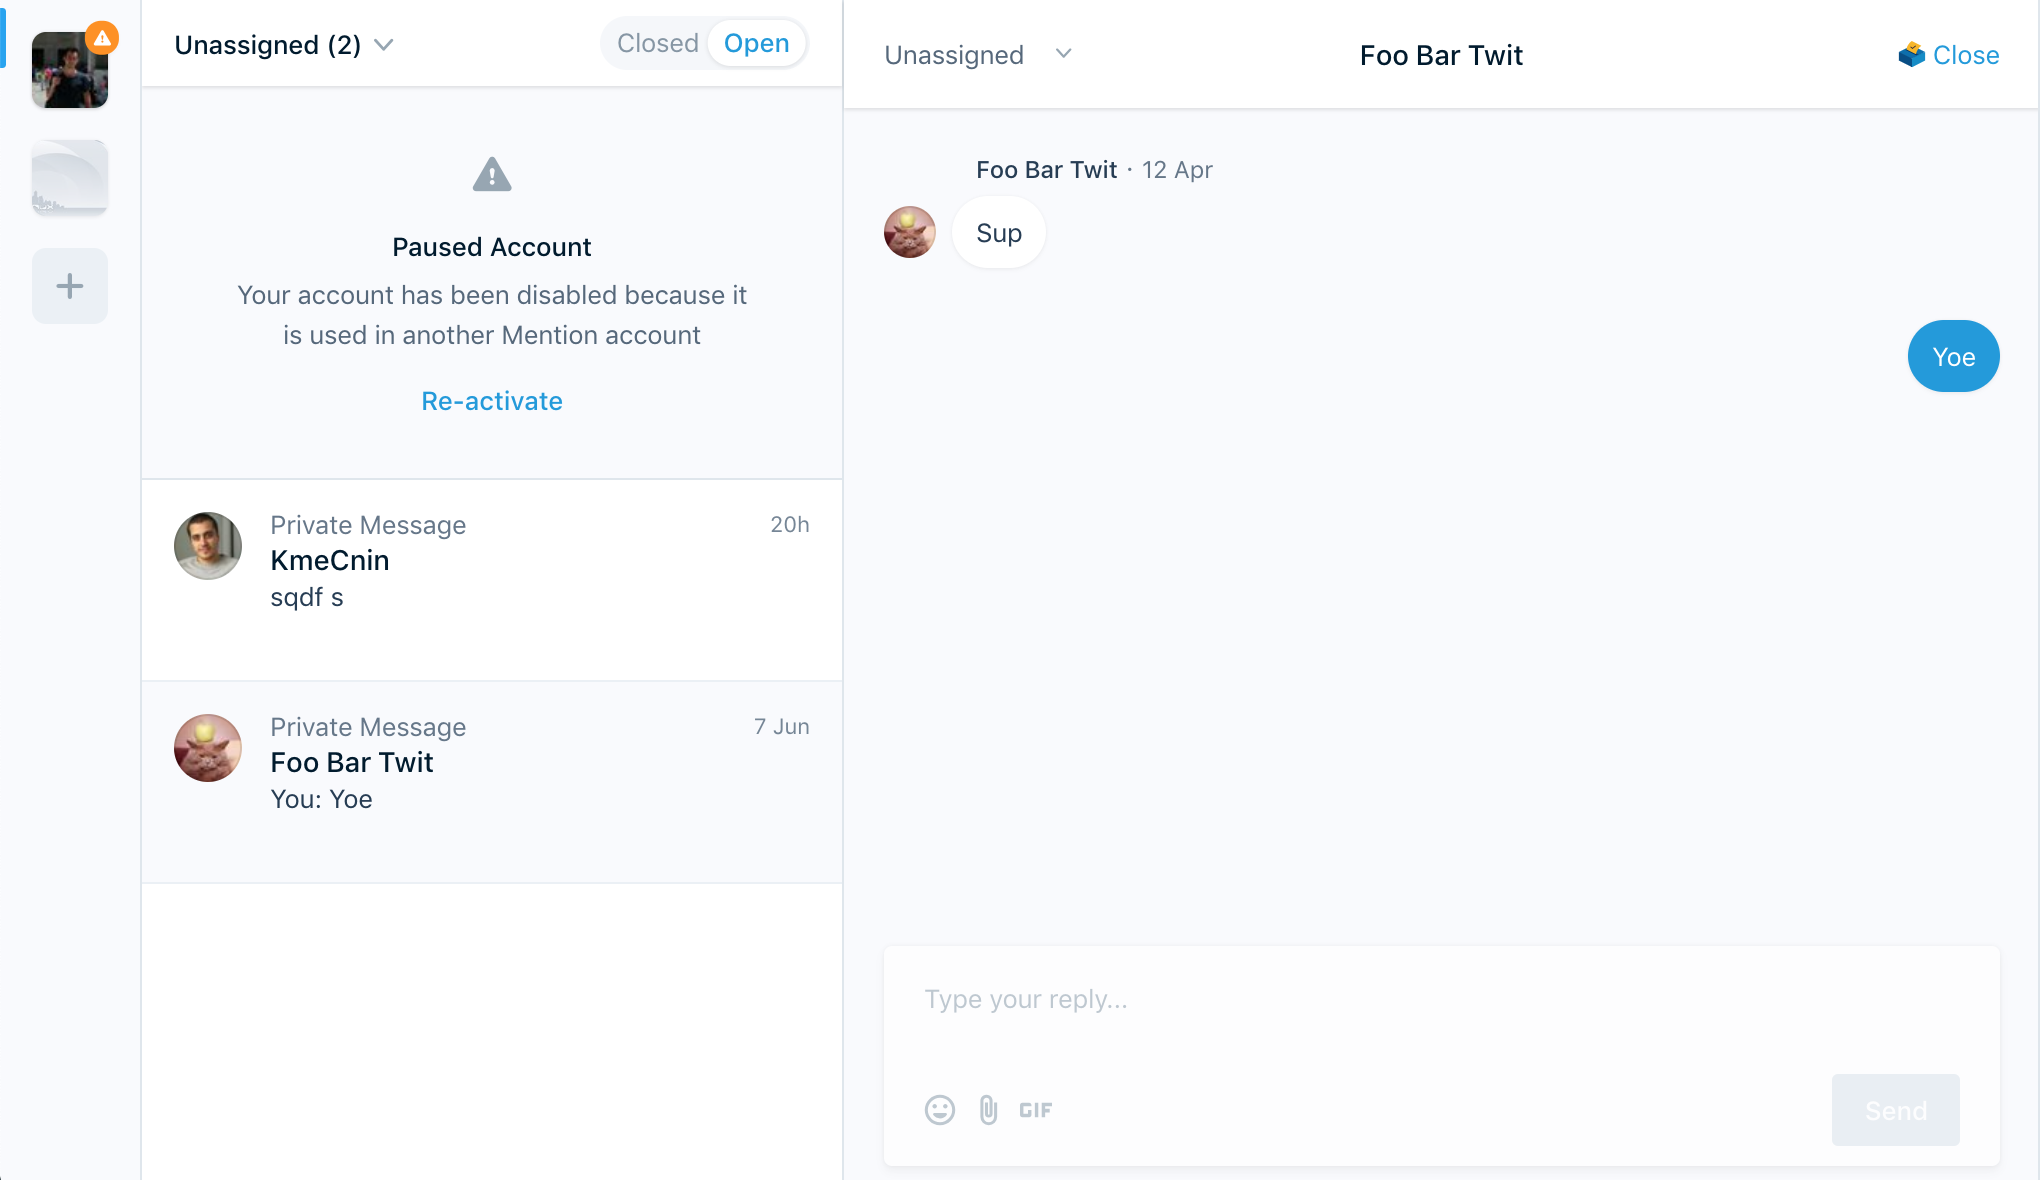 Unassigned (2)
Closed Open
Paused Account
Your account has been disabled because it
is used in another Mention account
Re-activate
Private Message 20h
KmeCnin
sqdf s
Private Message 7 Jun
Foo Bar Twit
You: Yoe
Unassigned
Foo Bar Twit
Close
Foo Bar Twit · 12 Apr
Sup
Yoe
Type your reply...
GIF
Send